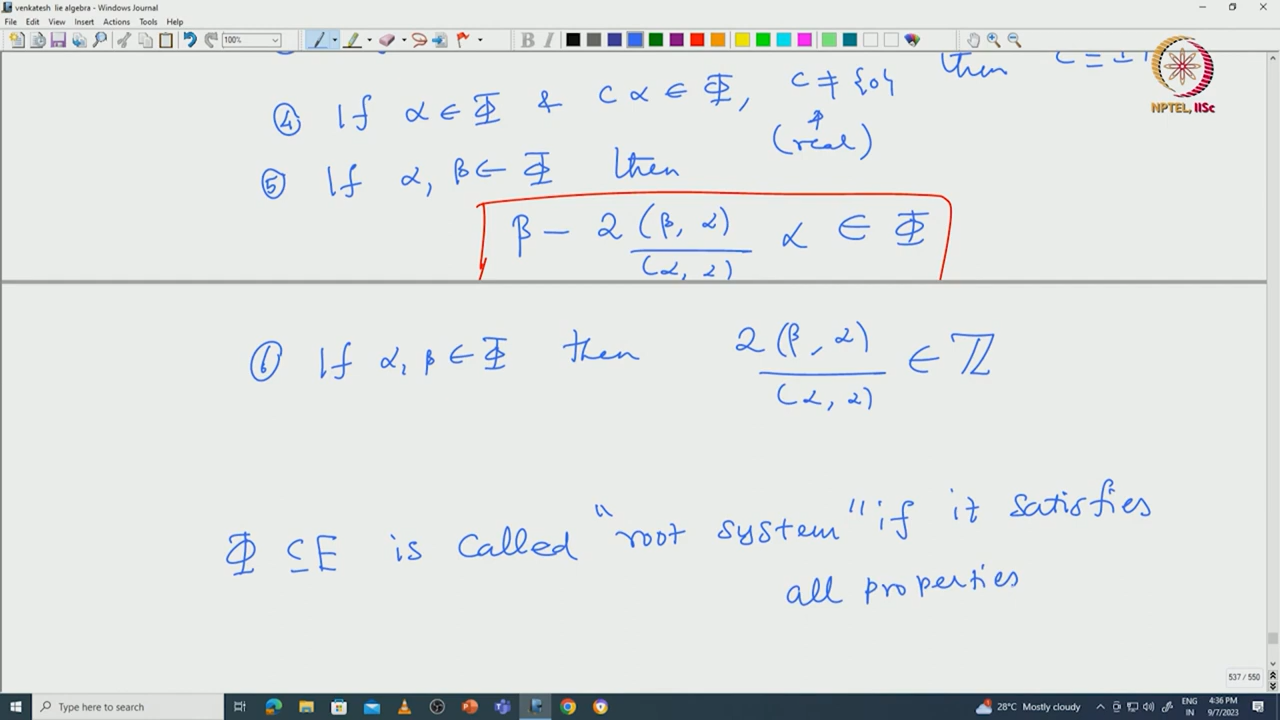 venkatesh lie algebra - Windows Journal
File Edit View Insert Actions Tools Help
100%
④ If α ∈ Φ & cα ∈ Φ, c ≠ {0} then c = ±1
(real)
⑤ If α, β ∈ Φ then
β - 2 (β, α) / (α, α) α ∈ Φ
⑥ If α, β ∈ Φ then 2 (β, α) / (α, α) ∈ ℤ
Φ ⊆ E is called "root system" if it satisfies
all properties
NPTEL, IISc
537 / 550
Type here to search
28°C Mostly cloudy
ENG
IN
4:36 PM
9/7/2023